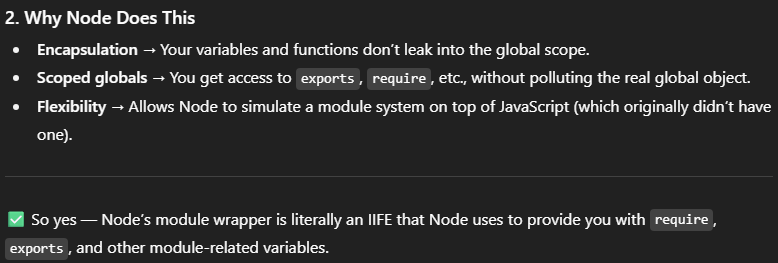 2. Why Node Does This
• Encapsulation → Your variables and functions don’t leak into the global scope.
• Scoped globals → You get access to exports, require, etc., without polluting the real global object.
• Flexibility → Allows Node to simulate a module system on top of JavaScript (which originally didn’t have
one).
✅ So yes — Node’s module wrapper is literally an IIFE that Node uses to provide you with require,
exports, and other module-related variables.